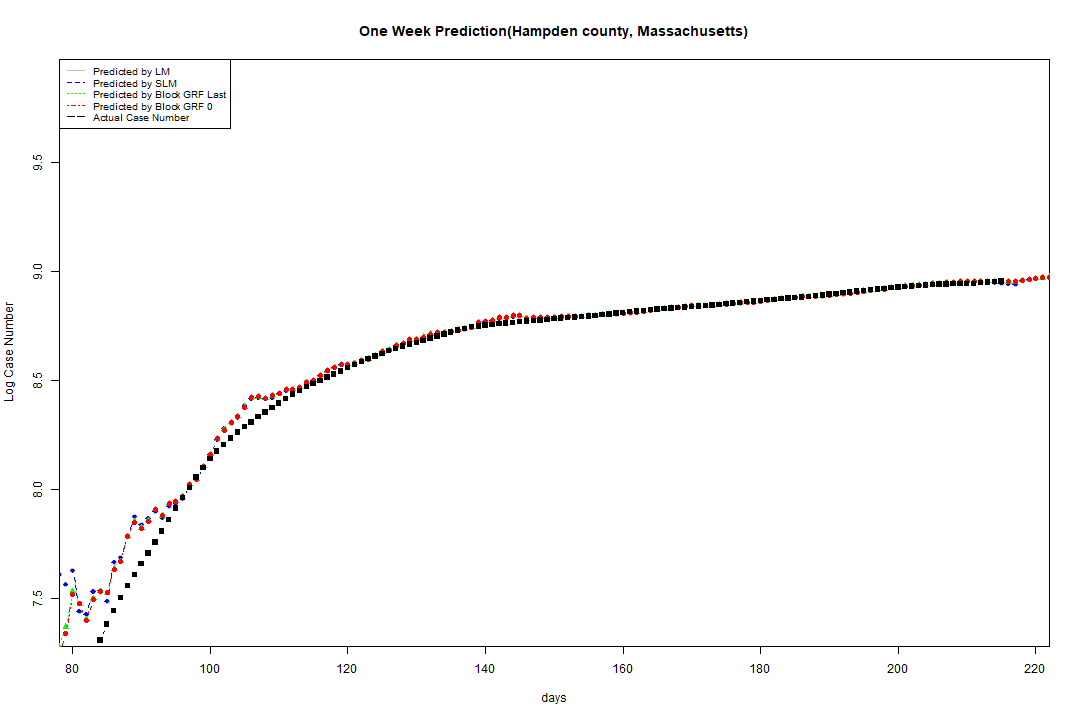 One Week Prediction(Hampden county, Massachusetts)
Predicted by LM
Predicted by SLM
Predicted by Block GRF Last
Predicted by Block GRF 0
Actual Case Number
Log Case Number
9.5
9.0
8.5
8.0
7.5
80 100 120 140 160 180 200 220
days